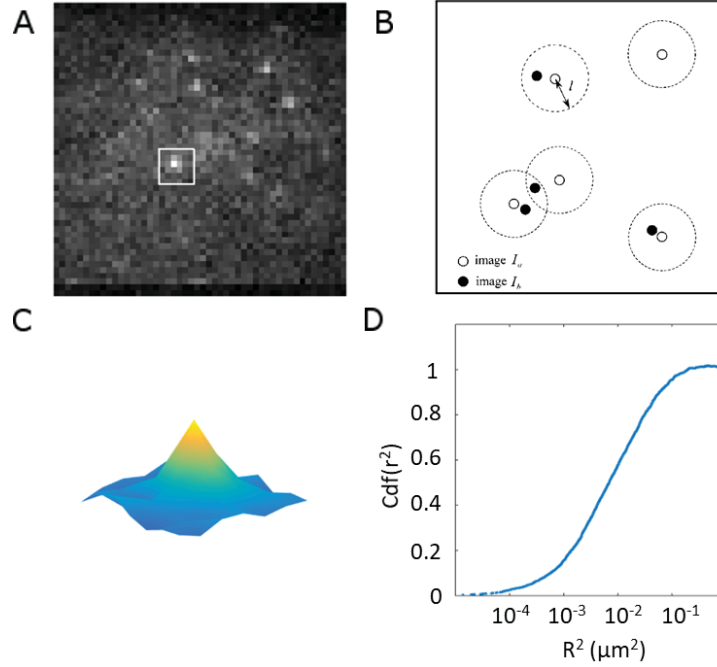 A
B
l
image Iₐ
image I_b
C
D
Cdf(r²)
1
0.8
0.6
0.4
0.2
0
10⁻⁴ 10⁻³ 10⁻² 10⁻¹
R² (μm²)